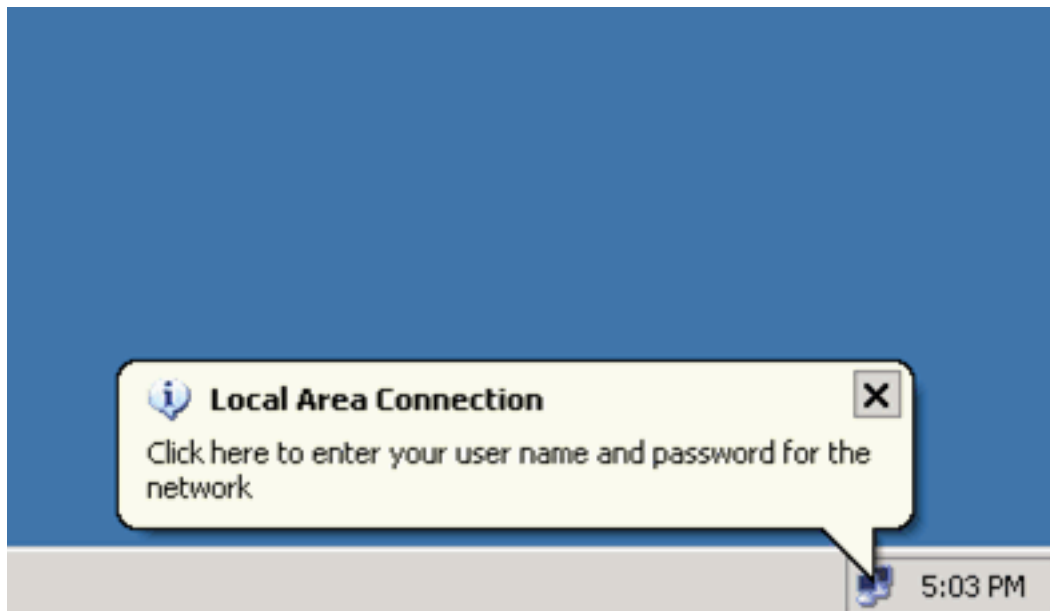 Local Area Connection
Click here to enter your user name and password for the
network
5:03 PM